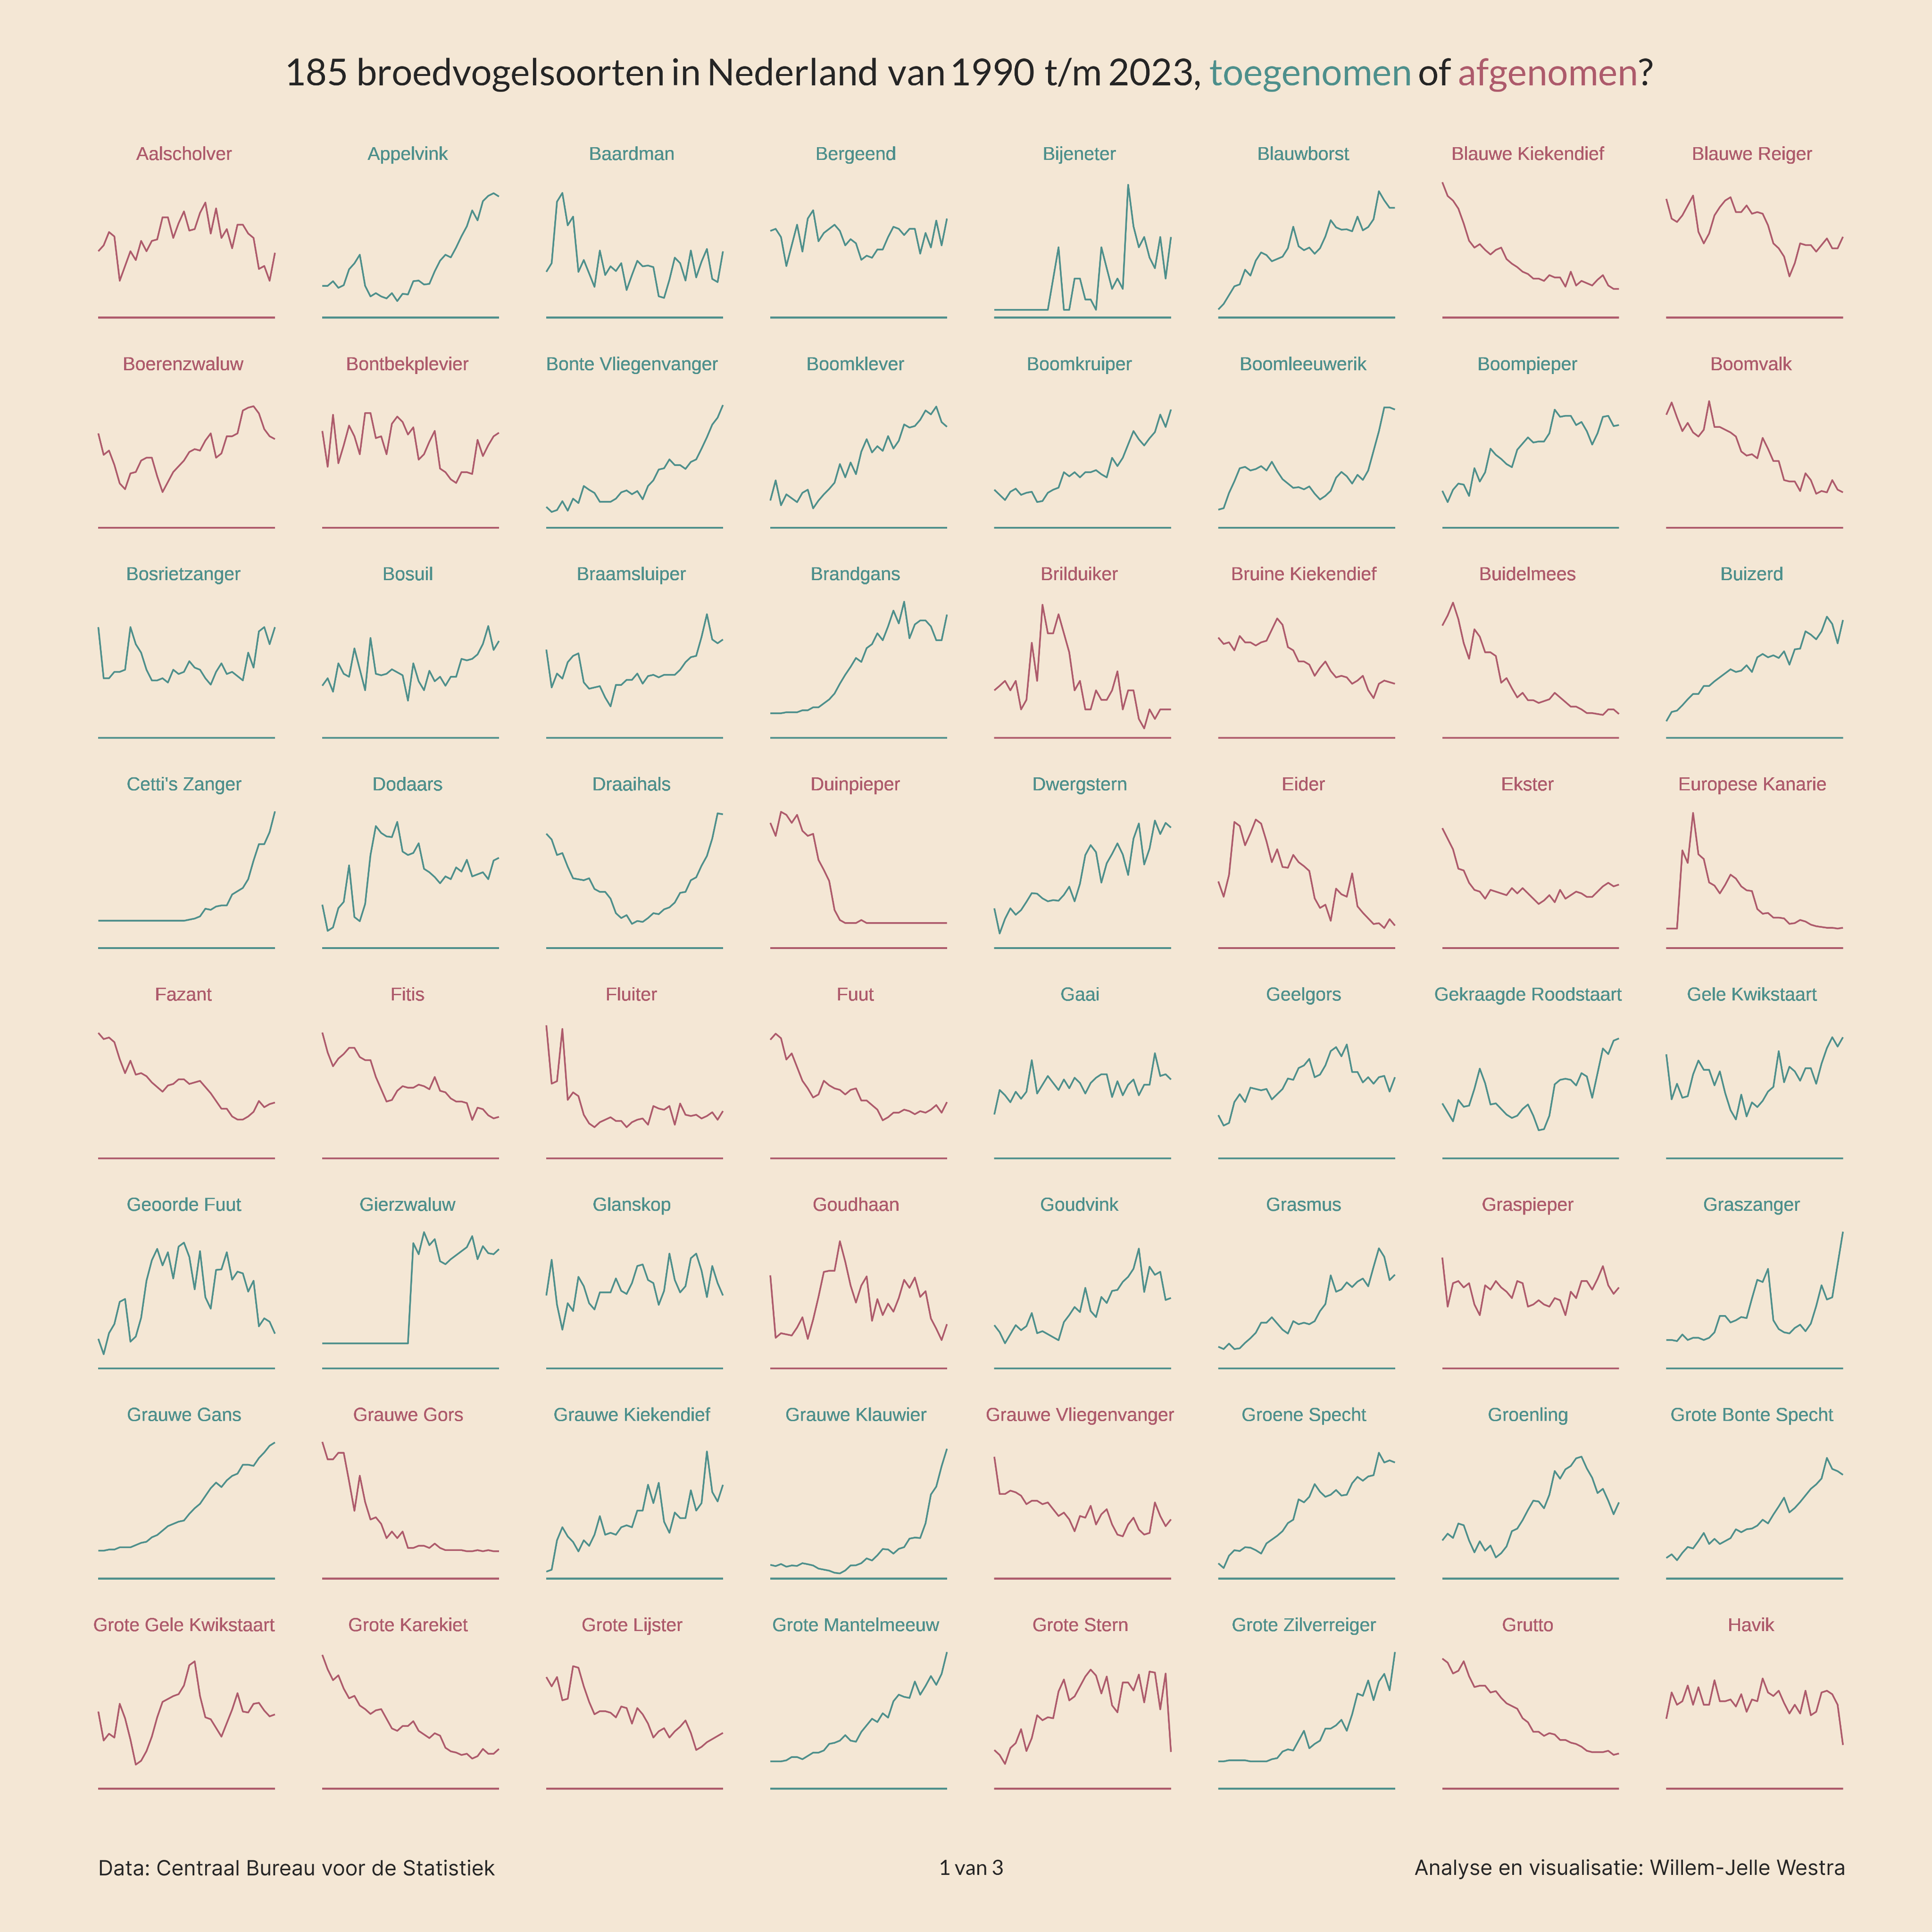 185 broedvogelsoorten in Nederland van 1990 t/m 2023, toegenomen of afgenomen?
Aalscholver
Appelvink
Baardman
Bergeend
Bijeneter
Blauwborst
Blauwe Kiekendief
Blauwe Reiger
Boerenzwaluw
Bontbekplevier
Bonte Vliegenvanger
Boomklever
Boomkruiper
Boomleeuwerik
Boompieper
Boomvalk
Bosrietzanger
Bosuil
Braamsluiper
Brandgans
Brilduiker
Bruine Kiekendief
Buidelmees
Buizerd
Cetti's Zanger
Dodaars
Draaihals
Duinpieper
Dwergstern
Eider
Ekster
Europese Kanarie
Fazant
Fitis
Fluiter
Fuut
Gaai
Geelgors
Gekraagde Roodstaart
Gele Kwikstaart
Geoorde Fuut
Gierzwaluw
Glanskop
Goudhaan
Goudvink
Grasmus
Graspieper
Graszanger
Grauwe Gans
Grauwe Gors
Grauwe Kiekendief
Grauwe Klauwier
Grauwe Vliegenvanger
Groene Specht
Groenling
Grote Bonte Specht
Grote Gele Kwikstaart
Grote Karekiet
Grote Lijster
Grote Mantelmeeuw
Grote Stern
Grote Zilverreiger
Grutto
Havik
Data: Centraal Bureau voor de Statistiek
1 van 3
Analyse en visualisatie: Willem-Jelle Westra